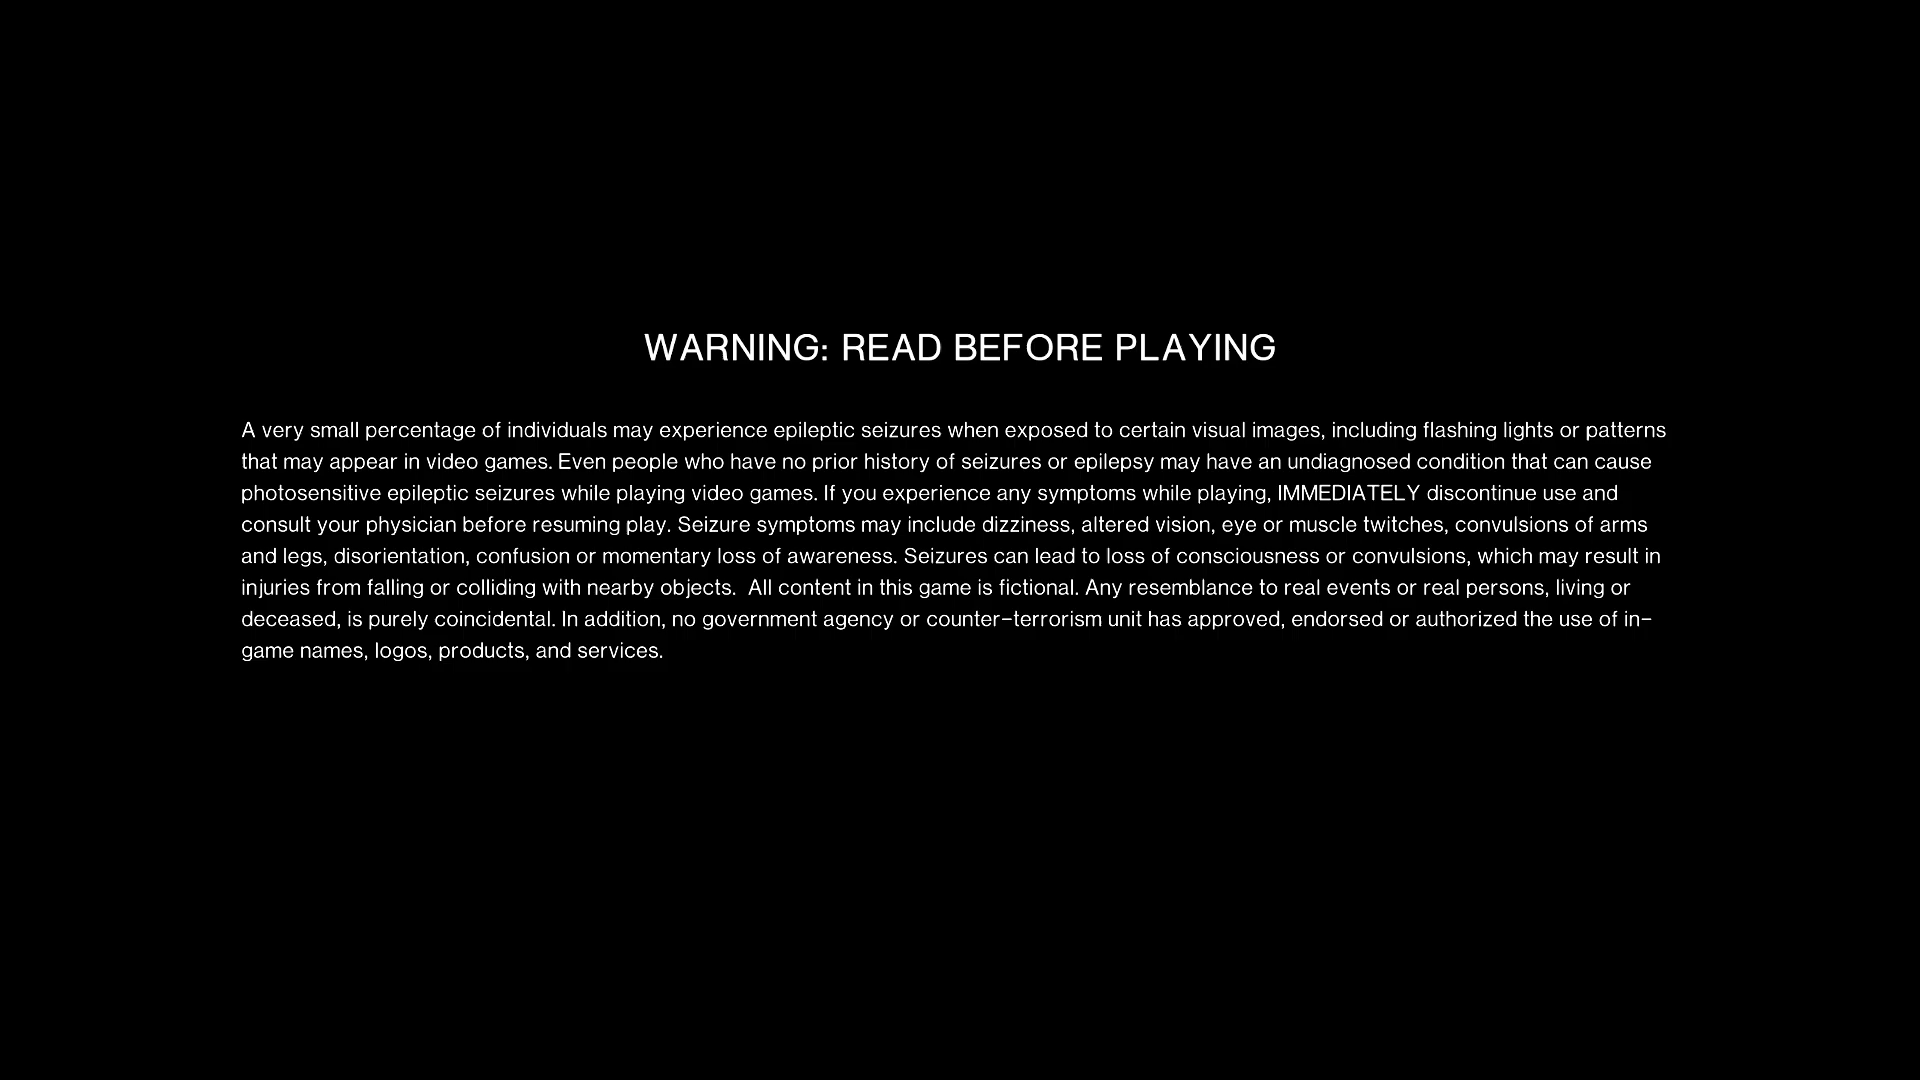 WARNING: READ BEFORE PLAYING
A very small percentage of individuals may experience epileptic seizures when exposed to certain visual images, including flashing lights or patterns
that may appear in video games. Even people who have no prior history of seizures or epilepsy may have an undiagnosed condition that can cause
photosensitive epileptic seizures while playing video games. If you experience any symptoms while playing, IMMEDIATELY discontinue use and
consult your physician before resuming play. Seizure symptoms may include dizziness, altered vision, eye or muscle twitches, convulsions of arms
and legs, disorientation, confusion or momentary loss of awareness. Seizures can lead to loss of consciousness or convulsions, which may result in
injuries from falling or colliding with nearby objects.  All content in this game is fictional. Any resemblance to real events or real persons, living or
deceased, is purely coincidental. In addition, no government agency or counter-terrorism unit has approved, endorsed or authorized the use of in-
game names, logos, products, and services.